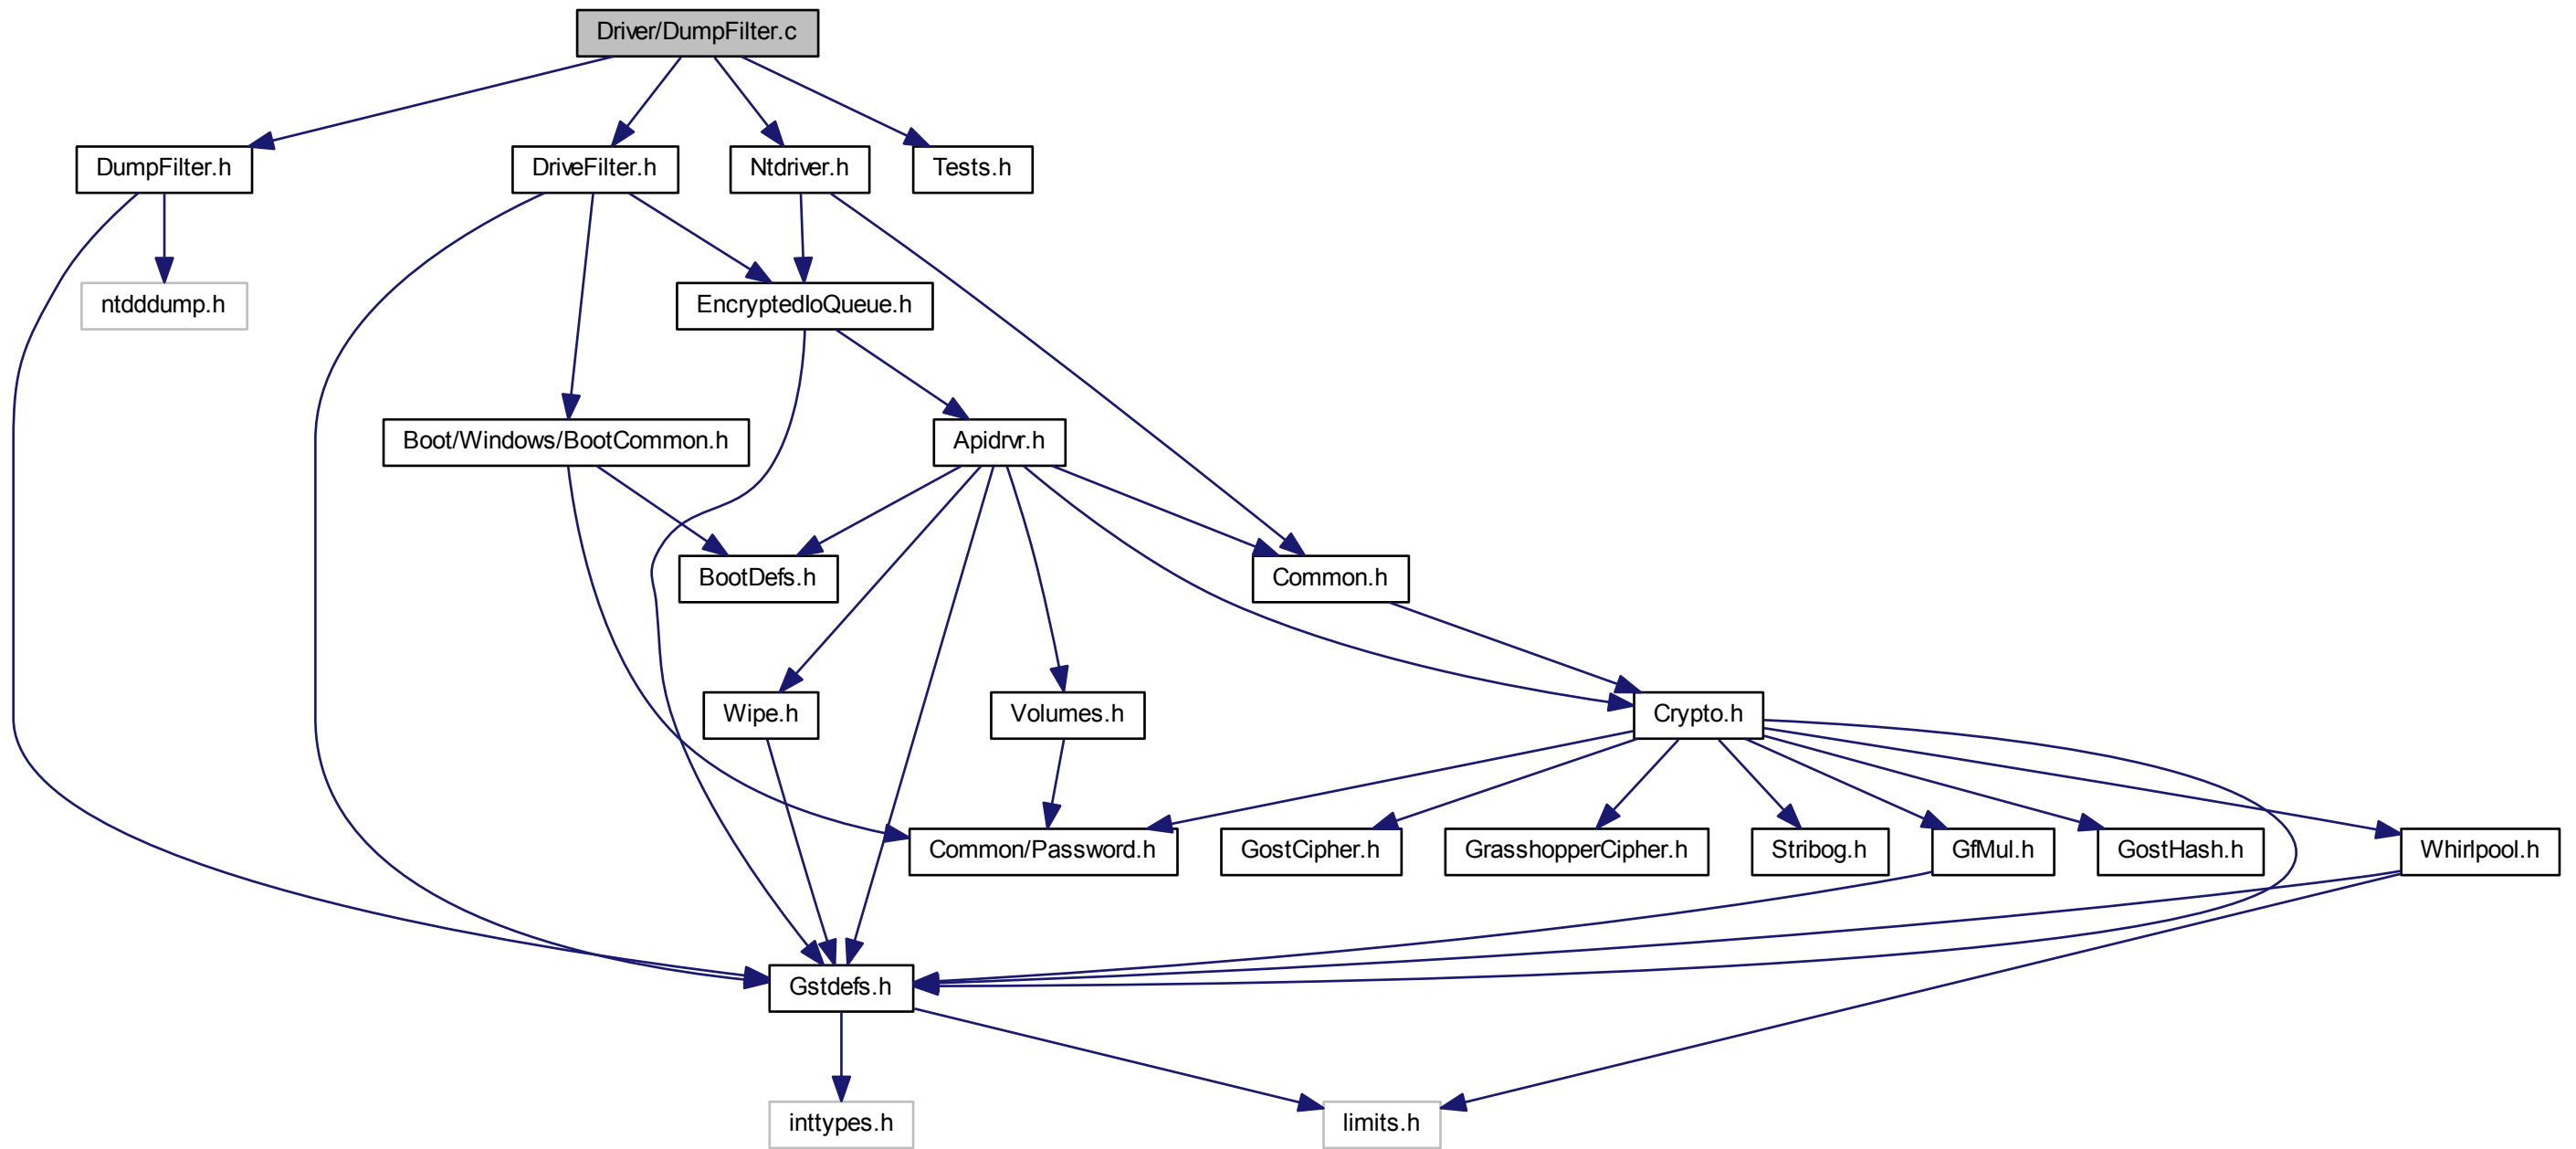 Driver/DumpFilter.c
DumpFilter.h
DriveFilter.h
Ntdriver.h
Tests.h
ntdddump.h
EncryptedIoQueue.h
Boot/Windows/BootCommon.h
Apidrvr.h
BootDefs.h
Common.h
Wipe.h
Volumes.h
Crypto.h
Common/Password.h
GostCipher.h
GrasshopperCipher.h
Stribog.h
GfMul.h
GostHash.h
Whirlpool.h
Gstdefs.h
inttypes.h
limits.h